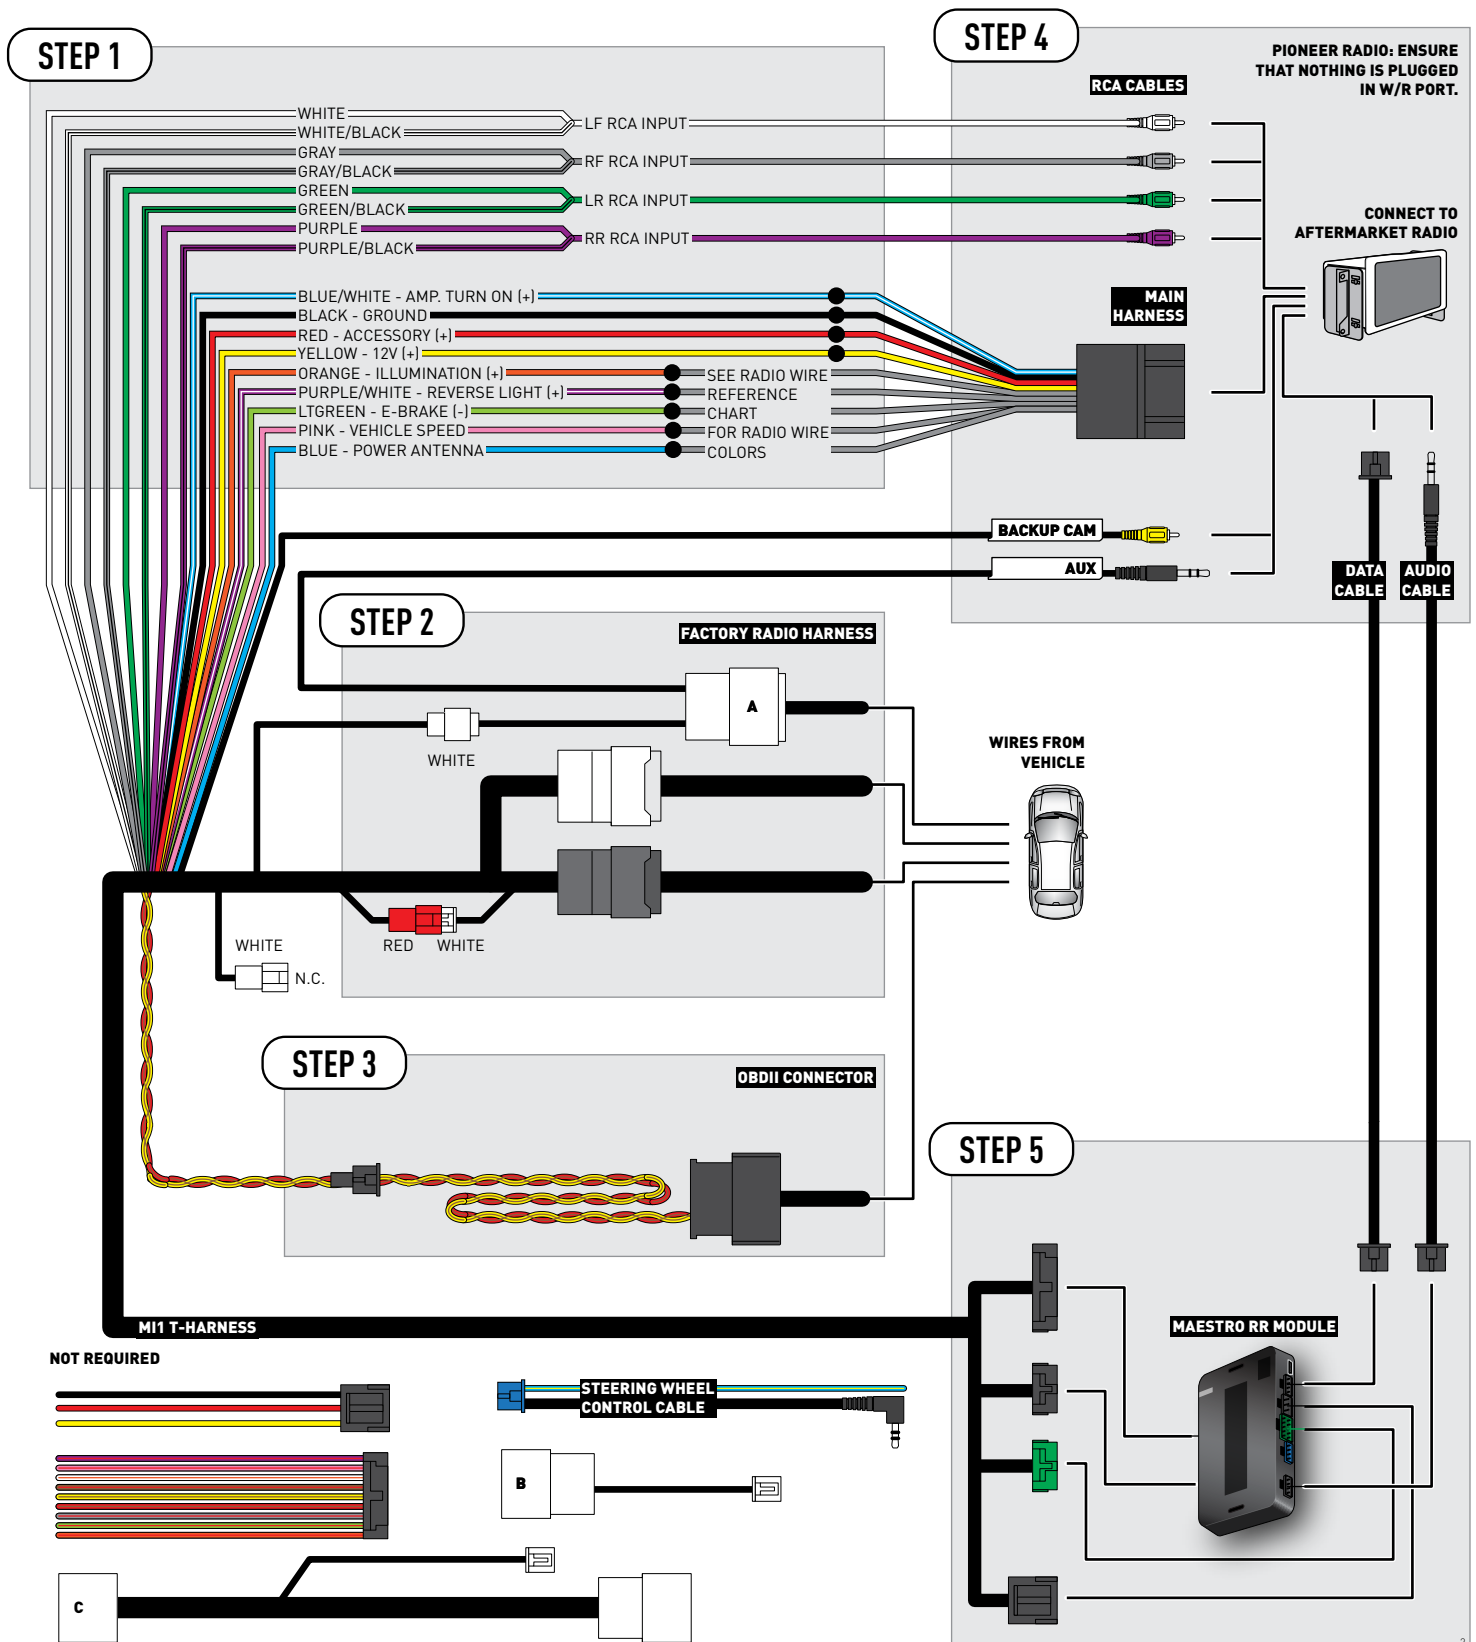 STEP 1
STEP 4
PIONEER RADIO: ENSURE
THAT NOTHING IS PLUGGED
IN W/R PORT.
RCA CABLES
WHITE
WHITE/BLACK
LF RCA INPUT
GRAY
GRAY/BLACK
RF RCA INPUT
GREEN
GREEN/BLACK
LR RCA INPUT
PURPLE
PURPLE/BLACK
RR RCA INPUT
CONNECT TO
AFTERMARKET RADIO
MAIN
HARNESS
BLUE/WHITE - AMP. TURN ON (+)
BLACK - GROUND
RED - ACCESSORY (+)
YELLOW - 12V (+)
ORANGE - ILLUMINATION (+)
PURPLE/WHITE - REVERSE LIGHT (+)
LTGREEN - E-BRAKE (-)
PINK - VEHICLE SPEED
BLUE - POWER ANTENNA
SEE RADIO WIRE
REFERENCE
CHART
FOR RADIO WIRE
COLORS
BACKUP CAM
AUX
DATA
CABLE
AUDIO
CABLE
STEP 2
FACTORY RADIO HARNESS
A
WHITE
WIRES FROM
VEHICLE
RED
WHITE
WHITE
N.C.
STEP 3
OBDII CONNECTOR
STEP 5
MI1 T-HARNESS
MAESTRO RR MODULE
NOT REQUIRED
STEERING WHEEL
CONTROL CABLE
B
C